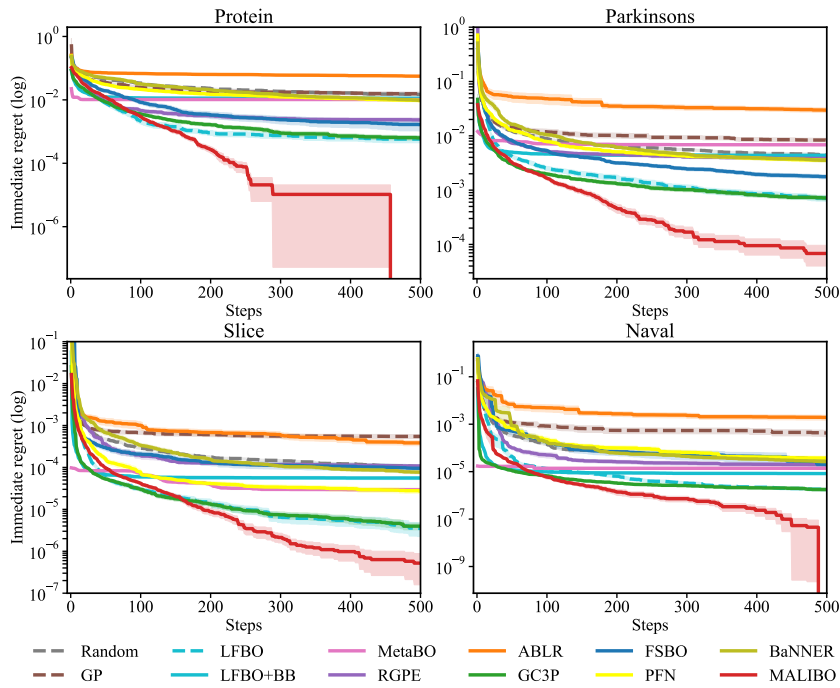 Protein
Parkinsons
Immediate regret (log)
10^0
10^-2
10^-4
10^-6
0 100 200 300 400 500
Steps
10^0
10^-1
10^-2
10^-3
10^-4
0 100 200 300 400 500
Steps
Slice
Naval
Immediate regret (log)
10^-1
10^-2
10^-3
10^-4
10^-5
10^-6
10^-7
0 100 200 300 400 500
Steps
10^-1
10^-3
10^-5
10^-7
10^-9
0 100 200 300 400 500
Steps
Random LFBO MetaBO ABLR FSBO BaNNER
GP LFBO+BB RGPE GC3P PFN MALIBO